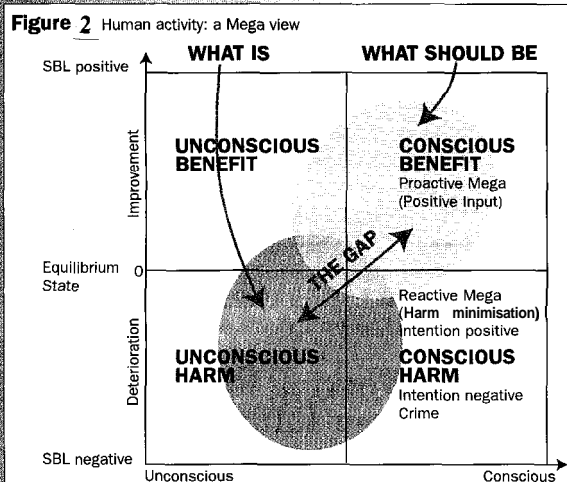 Figure 2 Human activity: a Mega view
WHAT IS
WHAT SHOULD BE
SBL positive
UNCONSCIOUS
BENEFIT
CONSCIOUS
BENEFIT
Proactive Mega
(Positive Input)
Improvement
THE GAP
Equilibrium
State
0
Reactive Mega
(Harm minimisation)
Intention positive
UNCONSCIOUS
HARM
CONSCIOUS
HARM
Intention negative
Crime
Deterioration
SBL negative
Unconscious
Conscious